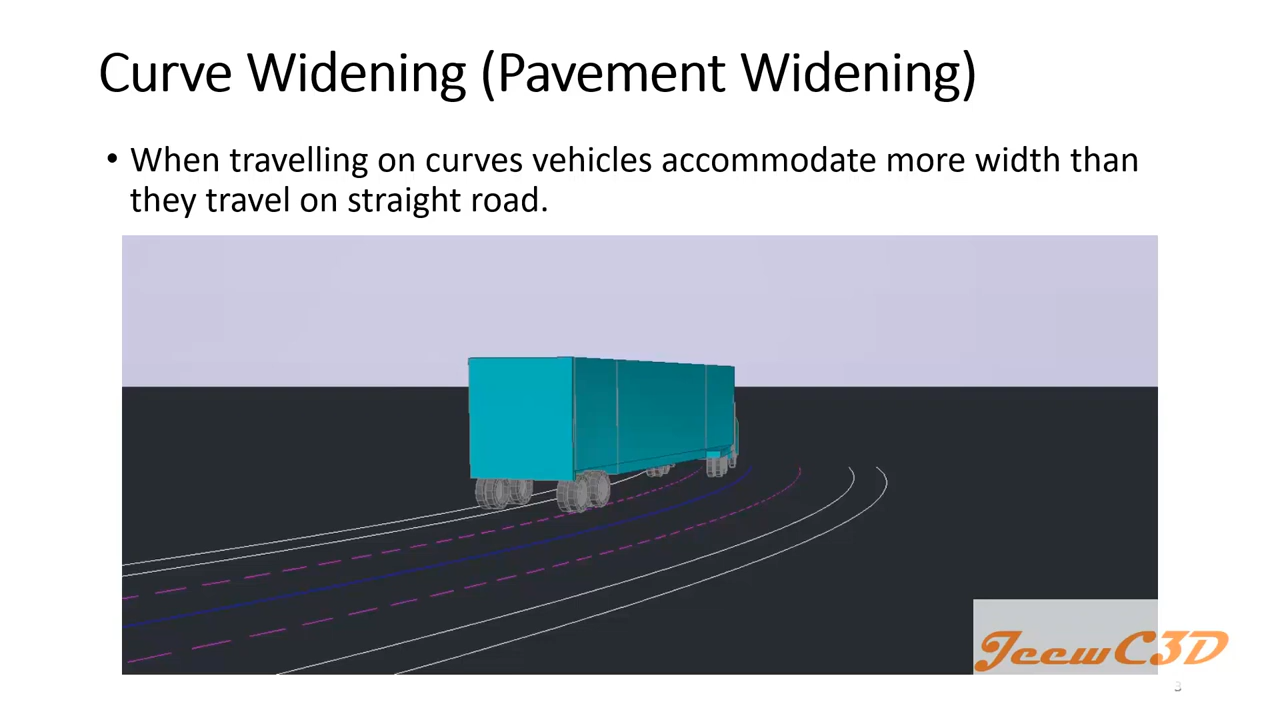 Curve Widening (Pavement Widening)
• When travelling on curves vehicles accommodate more width than
they travel on straight road.
JeewC3D
3